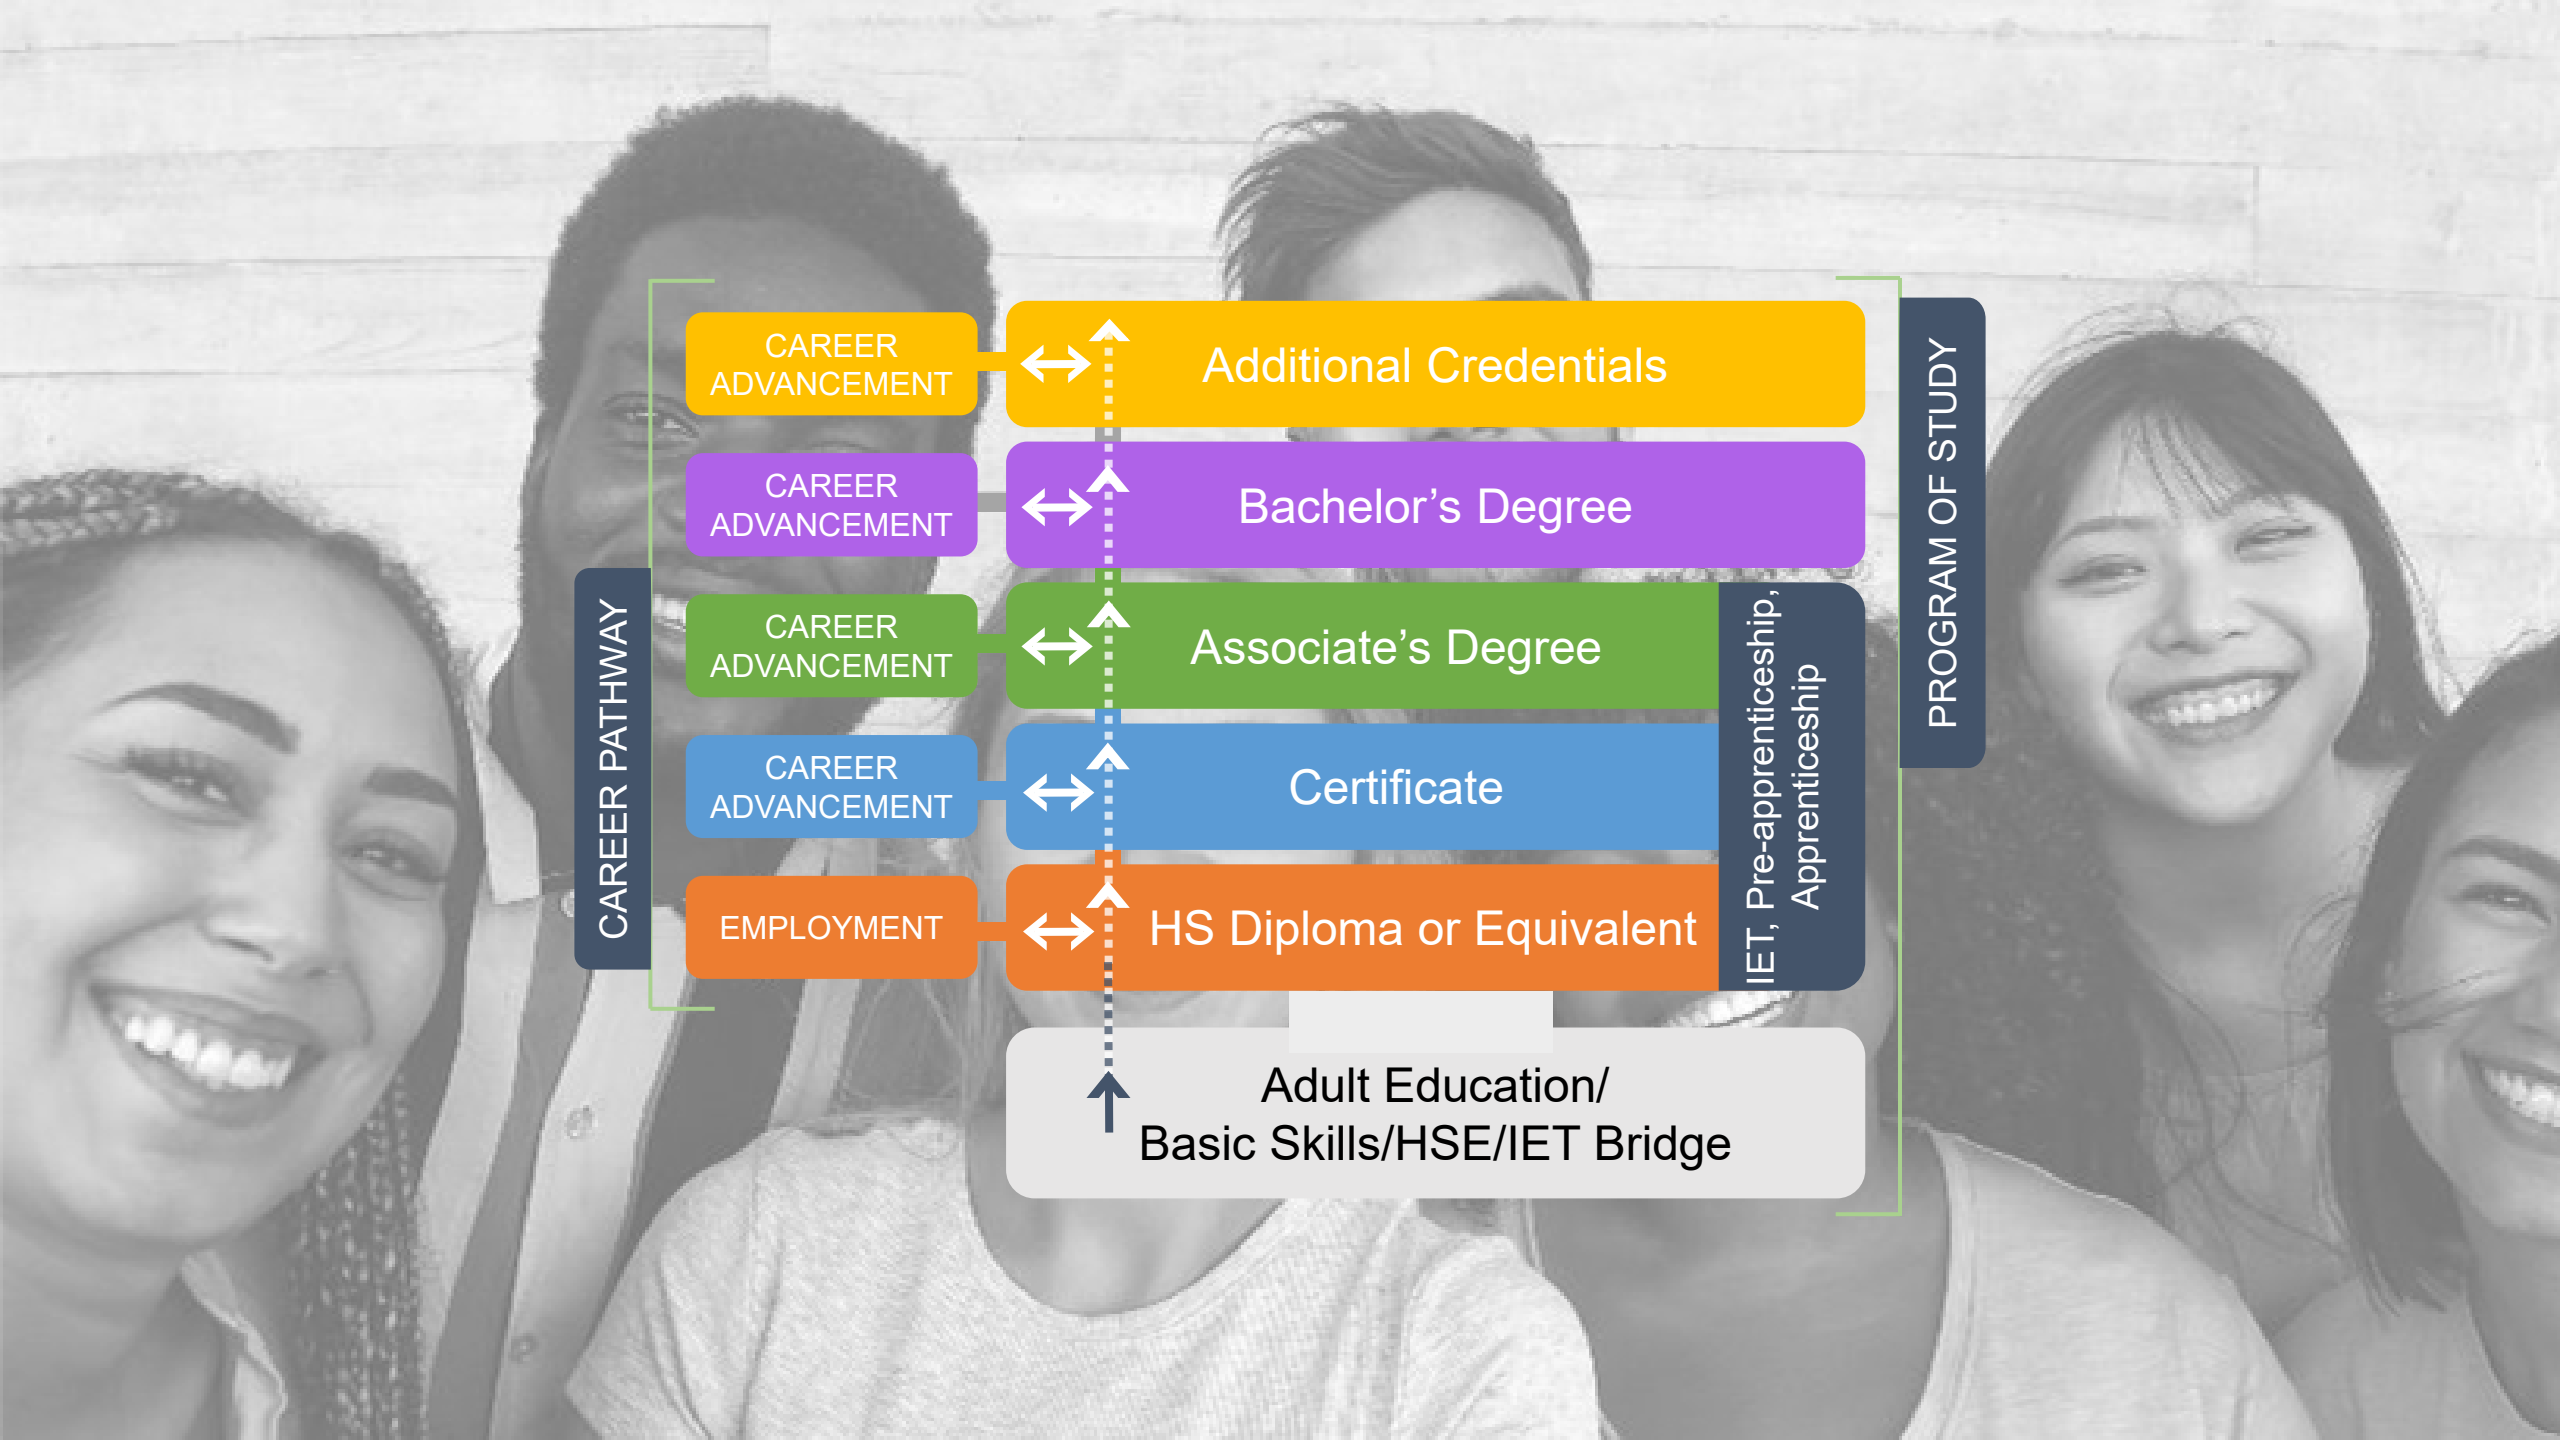 CAREER PATHWAY
CAREER
ADVANCEMENT
Additional Credentials
CAREER
ADVANCEMENT
Bachelor’s Degree
CAREER
ADVANCEMENT
Associate’s Degree
CAREER
ADVANCEMENT
Certificate
EMPLOYMENT
HS Diploma or Equivalent
IET, Pre-apprenticeship,
Apprenticeship
Adult Education/
Basic Skills/HSE/IET Bridge
PROGRAM OF STUDY